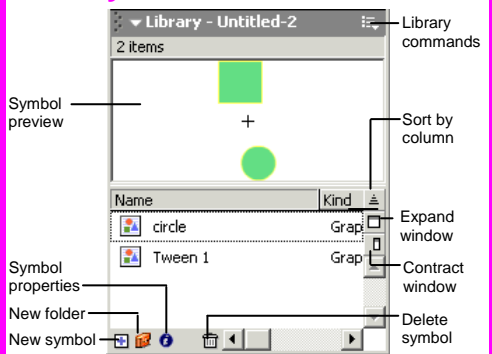 Library - Untitled-2
2 items
Library
commands
Symbol
preview
Sort by
column
Name Kind
circle Grap
Tween 1 Grap
Expand
window
Contract
window
Symbol
properties
New folder
New symbol
Delete
symbol